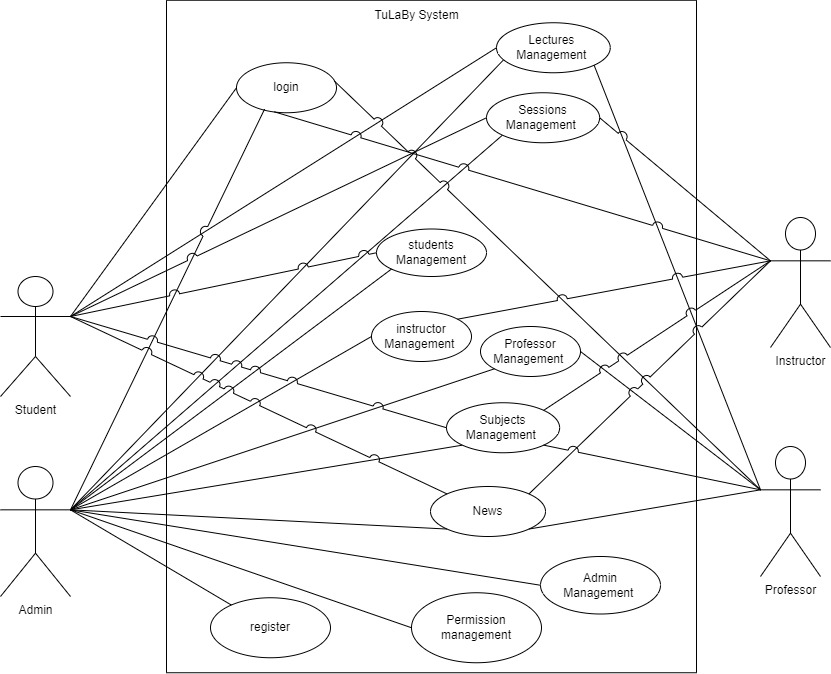 TuLaBy System
Lectures
Management
login
Sessions
Management
students
Management
instructor
Management
Professor
Management
Instructor
Student
Subjects
Management
News
Admin
Management
Professor
Admin
register
Permission
management